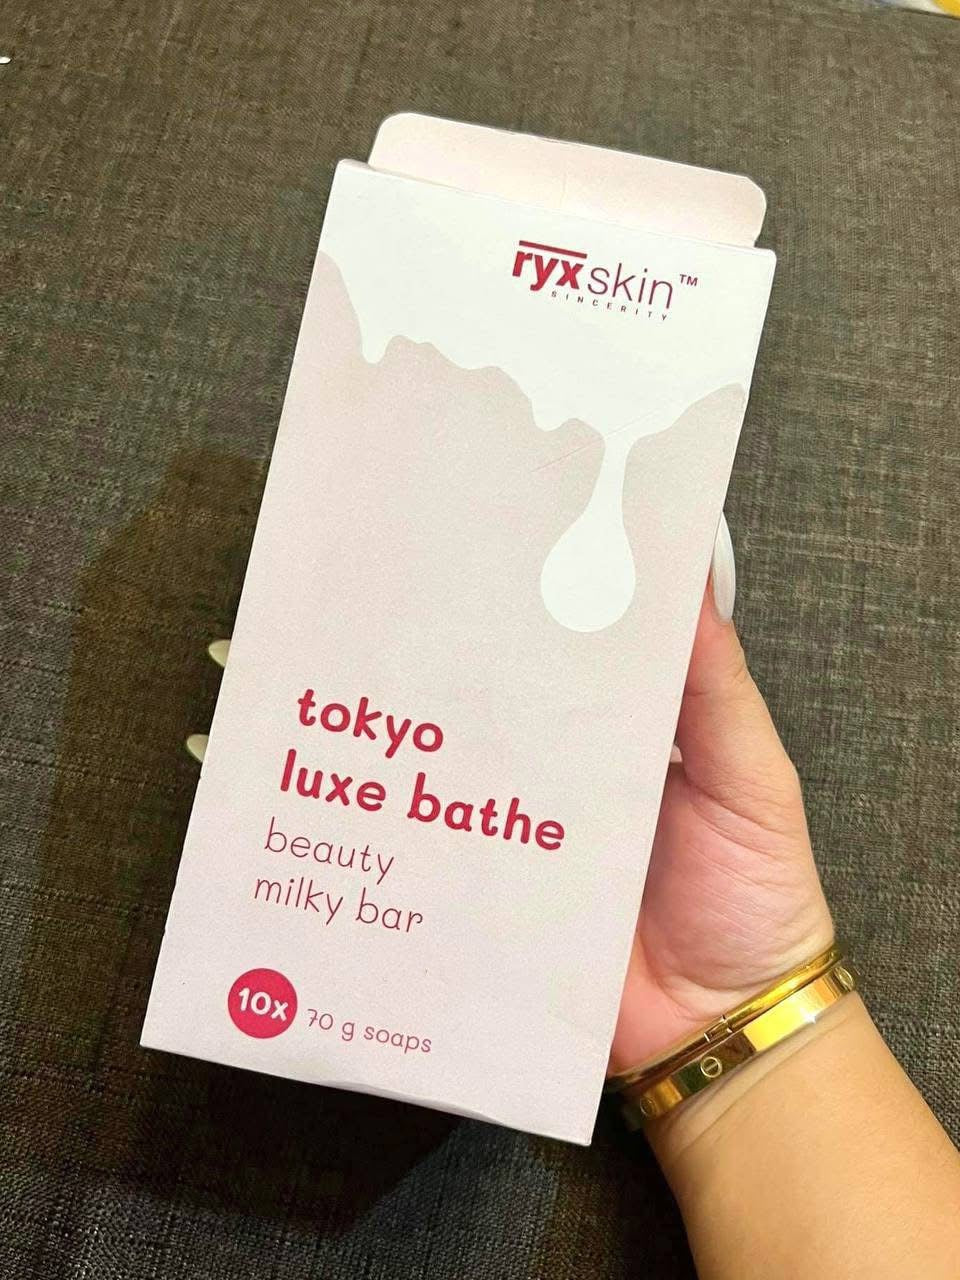 ryxskin™
SINCERITY
tokyo
luxe bathe
beauty
milky bar
10x 70 g soaps